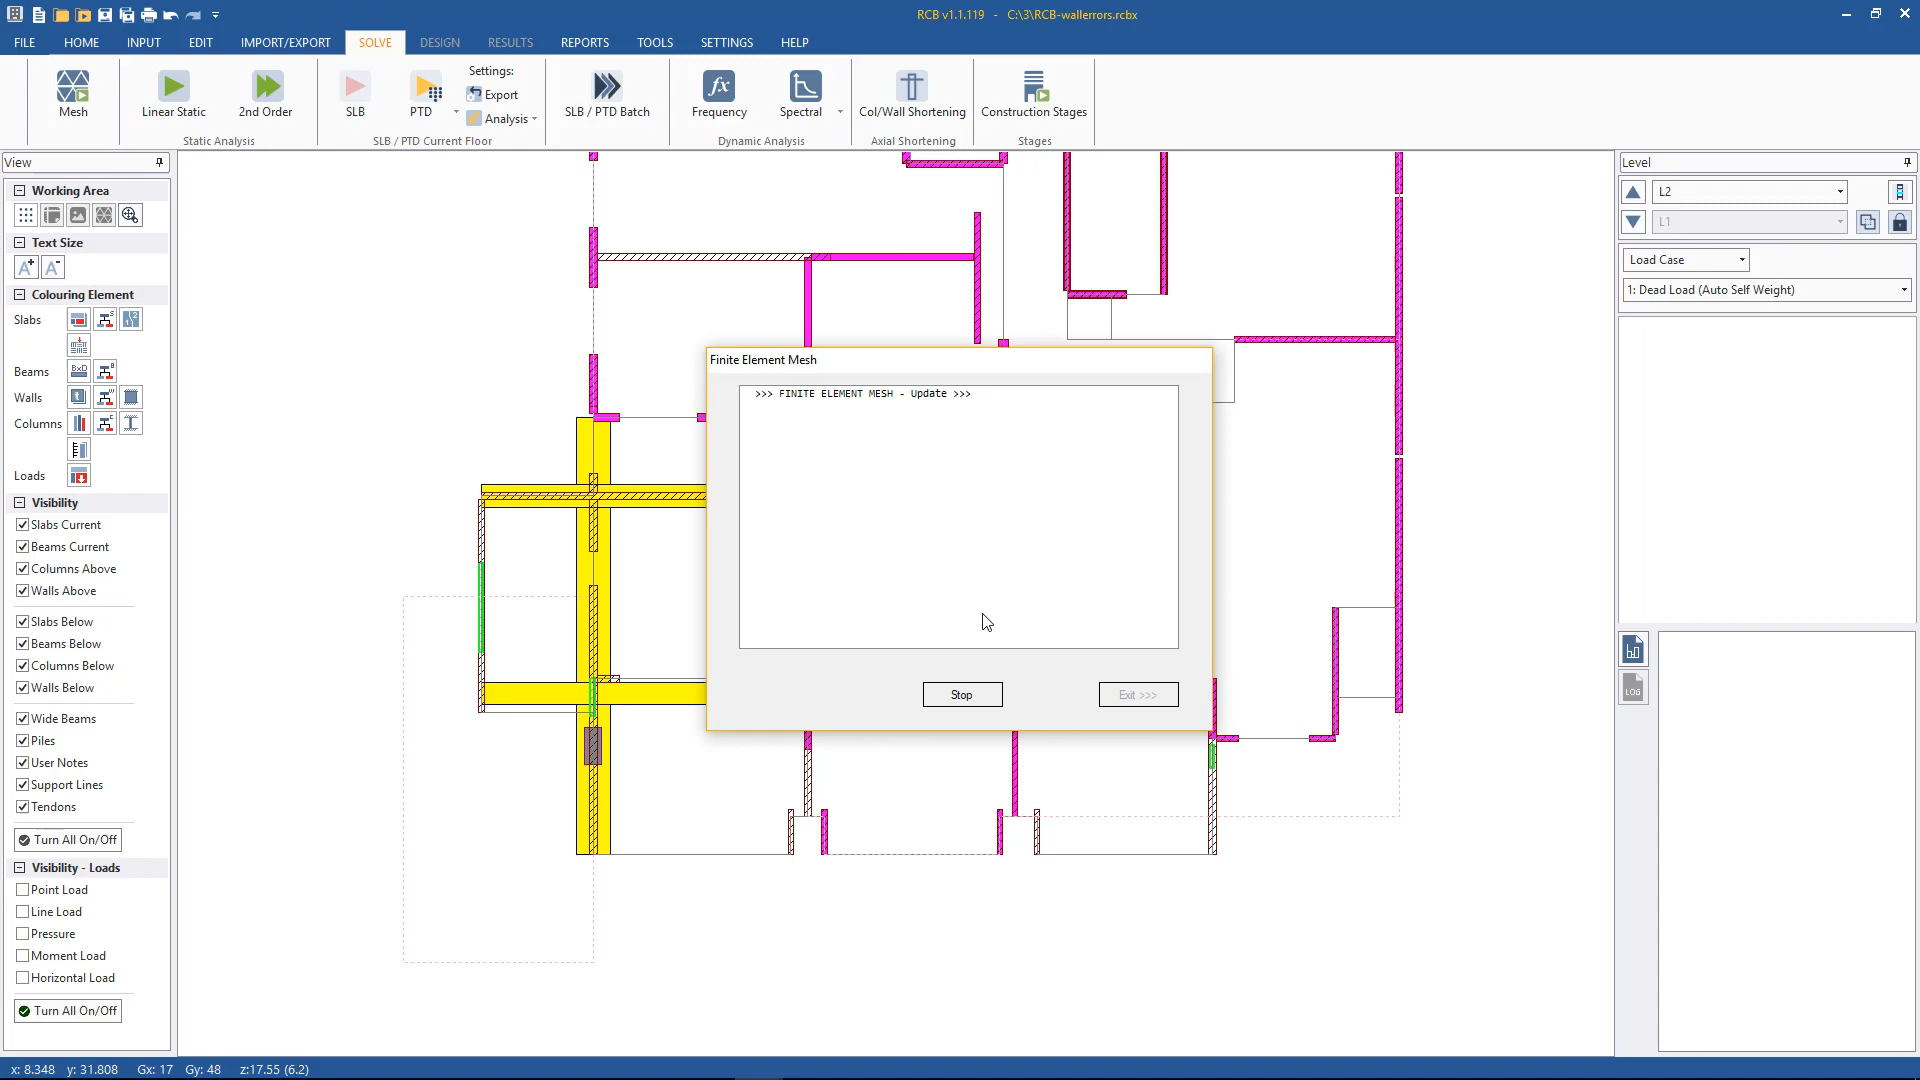 RCB v1.1.119 - C:\3\RCB-wallerrors.rcbx
FILE HOME INPUT EDIT IMPORT/EXPORT SOLVE DESIGN RESULTS REPORTS TOOLS SETTINGS HELP
Mesh
Linear Static
2nd Order
Static Analysis
SLB
PTD
Settings:
Export
Analysis
SLB / PTD Current Floor
SLB / PTD Batch
fx
Frequency
Spectral
Dynamic Analysis
Col/Wall Shortening
Axial Shortening
Construction Stages
Stages
View
Working Area
Text Size
A+ A-
Colouring Element
Slabs
Beams
BxD
Walls
Columns
Loads
Visibility
Slabs Current
Beams Current
Columns Above
Walls Above
Slabs Below
Beams Below
Columns Below
Walls Below
Wide Beams
Piles
User Notes
Support Lines
Tendons
Turn All On/Off
Visibility - Loads
Point Load
Line Load
Pressure
Moment Load
Horizontal Load
Turn All On/Off
Finite Element Mesh
>>> FINITE ELEMENT MESH - Update >>>
Stop
Exit >>>
Level
L2
L1
Load Case
1: Dead Load (Auto Self Weight)
LOG
x: 8.348 y: 31.808 Gx: 17 Gy: 48 z:17.55 (6.2)